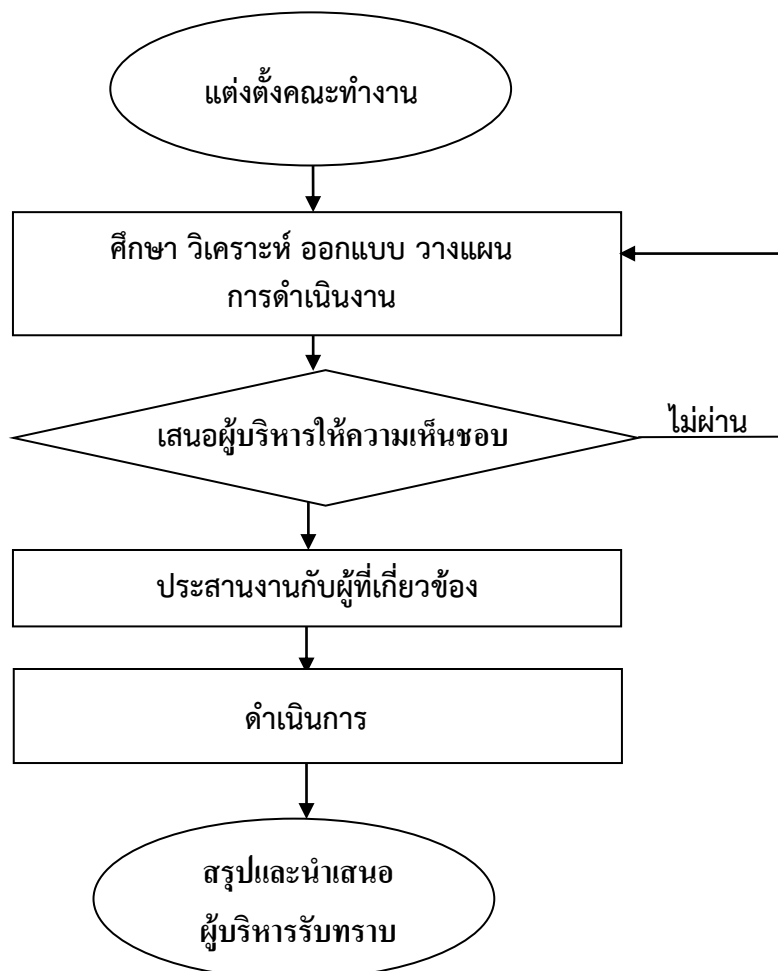 แต่งตั้งคณะทำงาน
ศึกษา วิเคราะห์ ออกแบบ วางแผน
การดำเนินงาน
เสนอผู้บริหารให้ความเห็นชอบ
ไม่ผ่าน
ประสานงานกับผู้ที่เกี่ยวข้อง
ดำเนินการ
สรุปและนำเสนอ
ผู้บริหารรับทราบ